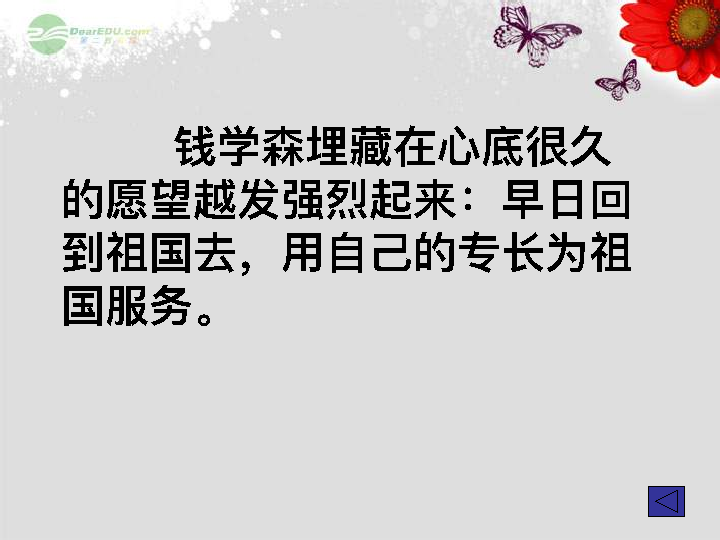 DearEDU.com
钱学森埋藏在心底很久
的愿望越发强烈起来：早日回
到祖国去，用自己的专长为祖
国服务。